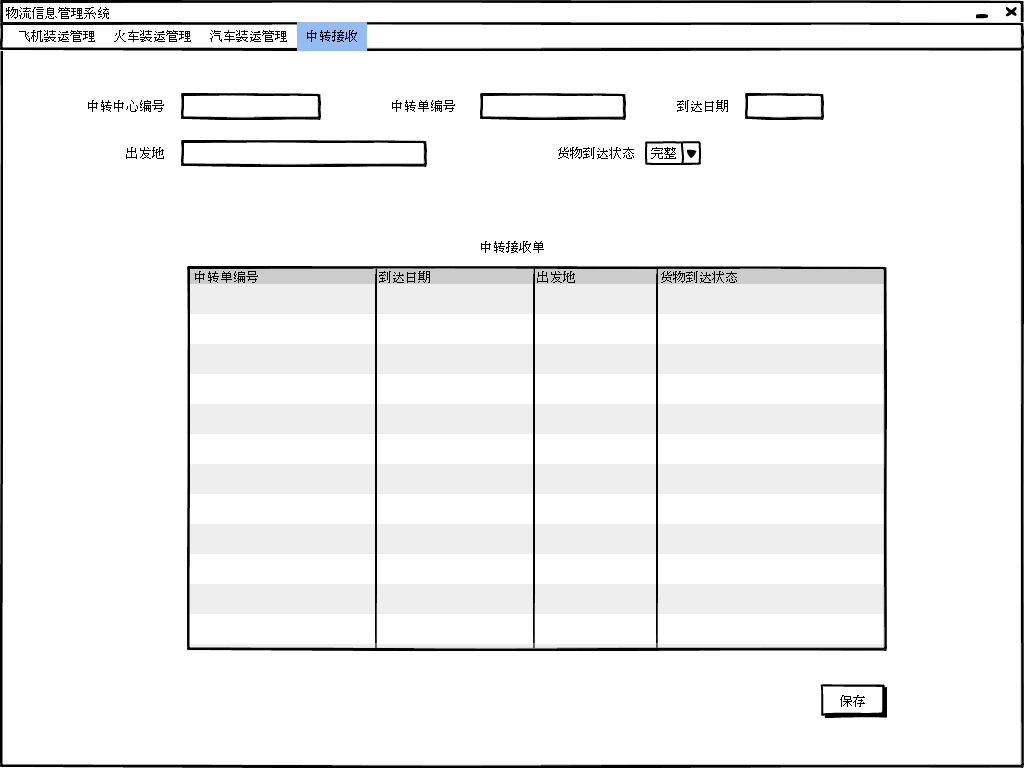 物流信息管理系统
飞机装运管理 火车装运管理 汽车装运管理 中转接收
中转中心编号 中转单编号 到达日期
出发地 货物到达状态 完整
中转接收单
中转单编号 到达日期 出发地 货物到达状态
保存